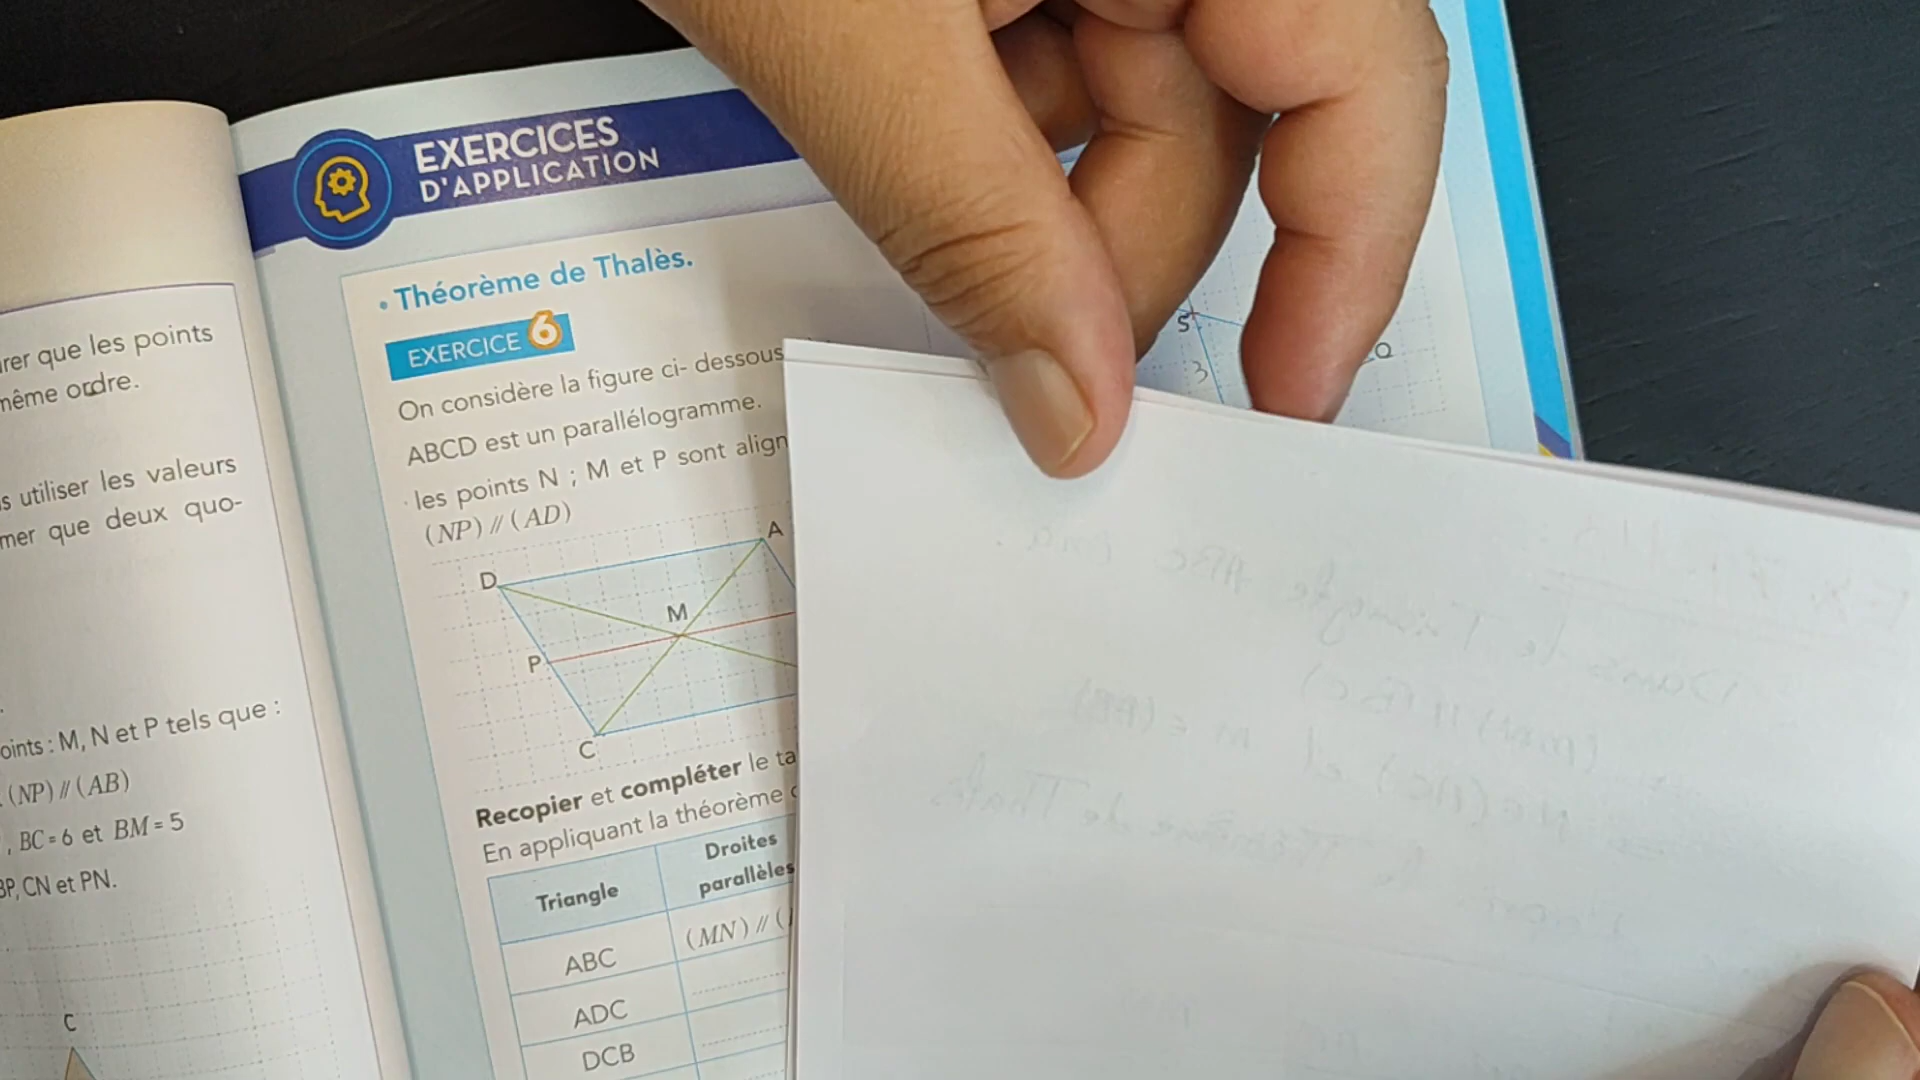 rer que les points
même ordre.
s utiliser les valeurs
mer que deux quo-
oints : M, N et P tels que :
(NP) // (AB)
, BC = 6 et BM = 5
BP, CN et PN.
C
EXERCICES
D'APPLICATION
• Théorème de Thalès.
EXERCICE 6
On considère la figure ci- dessous
ABCD est un parallélogramme.
les points N ; M et P sont align
(NP) // (AD)
D
A
M
P
C
Recopier et compléter le ta
En appliquant la théorème
Triangle
Droites
parallèles
ABC
(MN) // (
ADC
DCB
S
3
Q